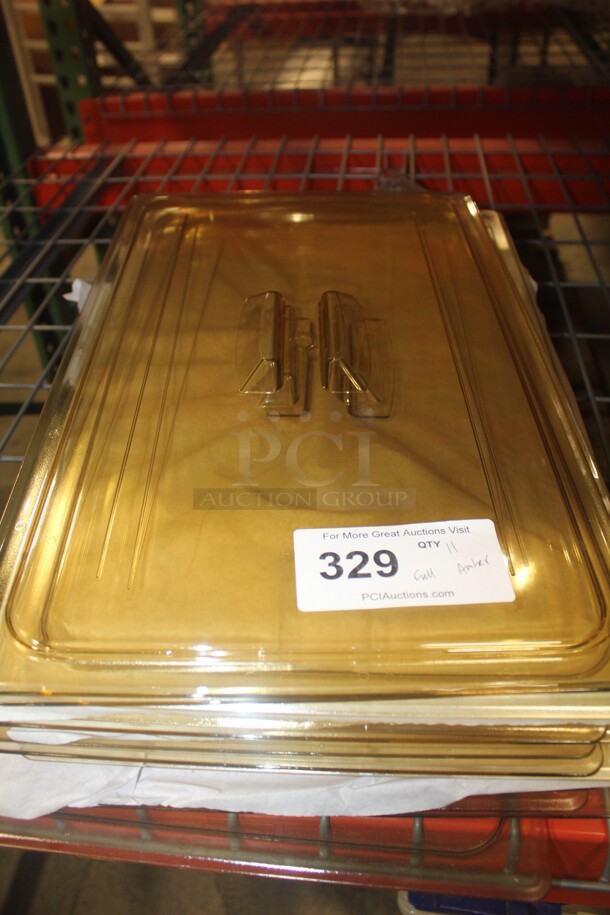 PCI
AUCTION GROUP
For More Great Auctions Visit
329 QTY 11
Full Amber
PCIAuctions.com